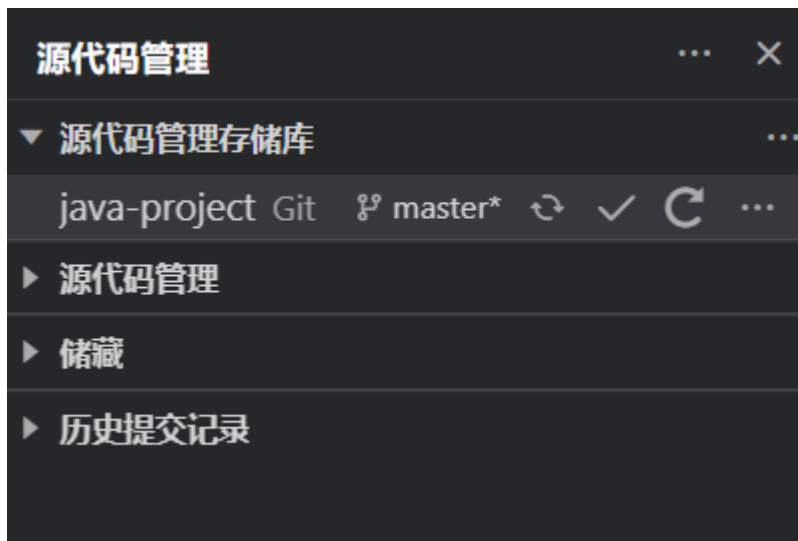 源代码管理
源代码管理存储库
java-project Git master*
源代码管理
储藏
历史提交记录